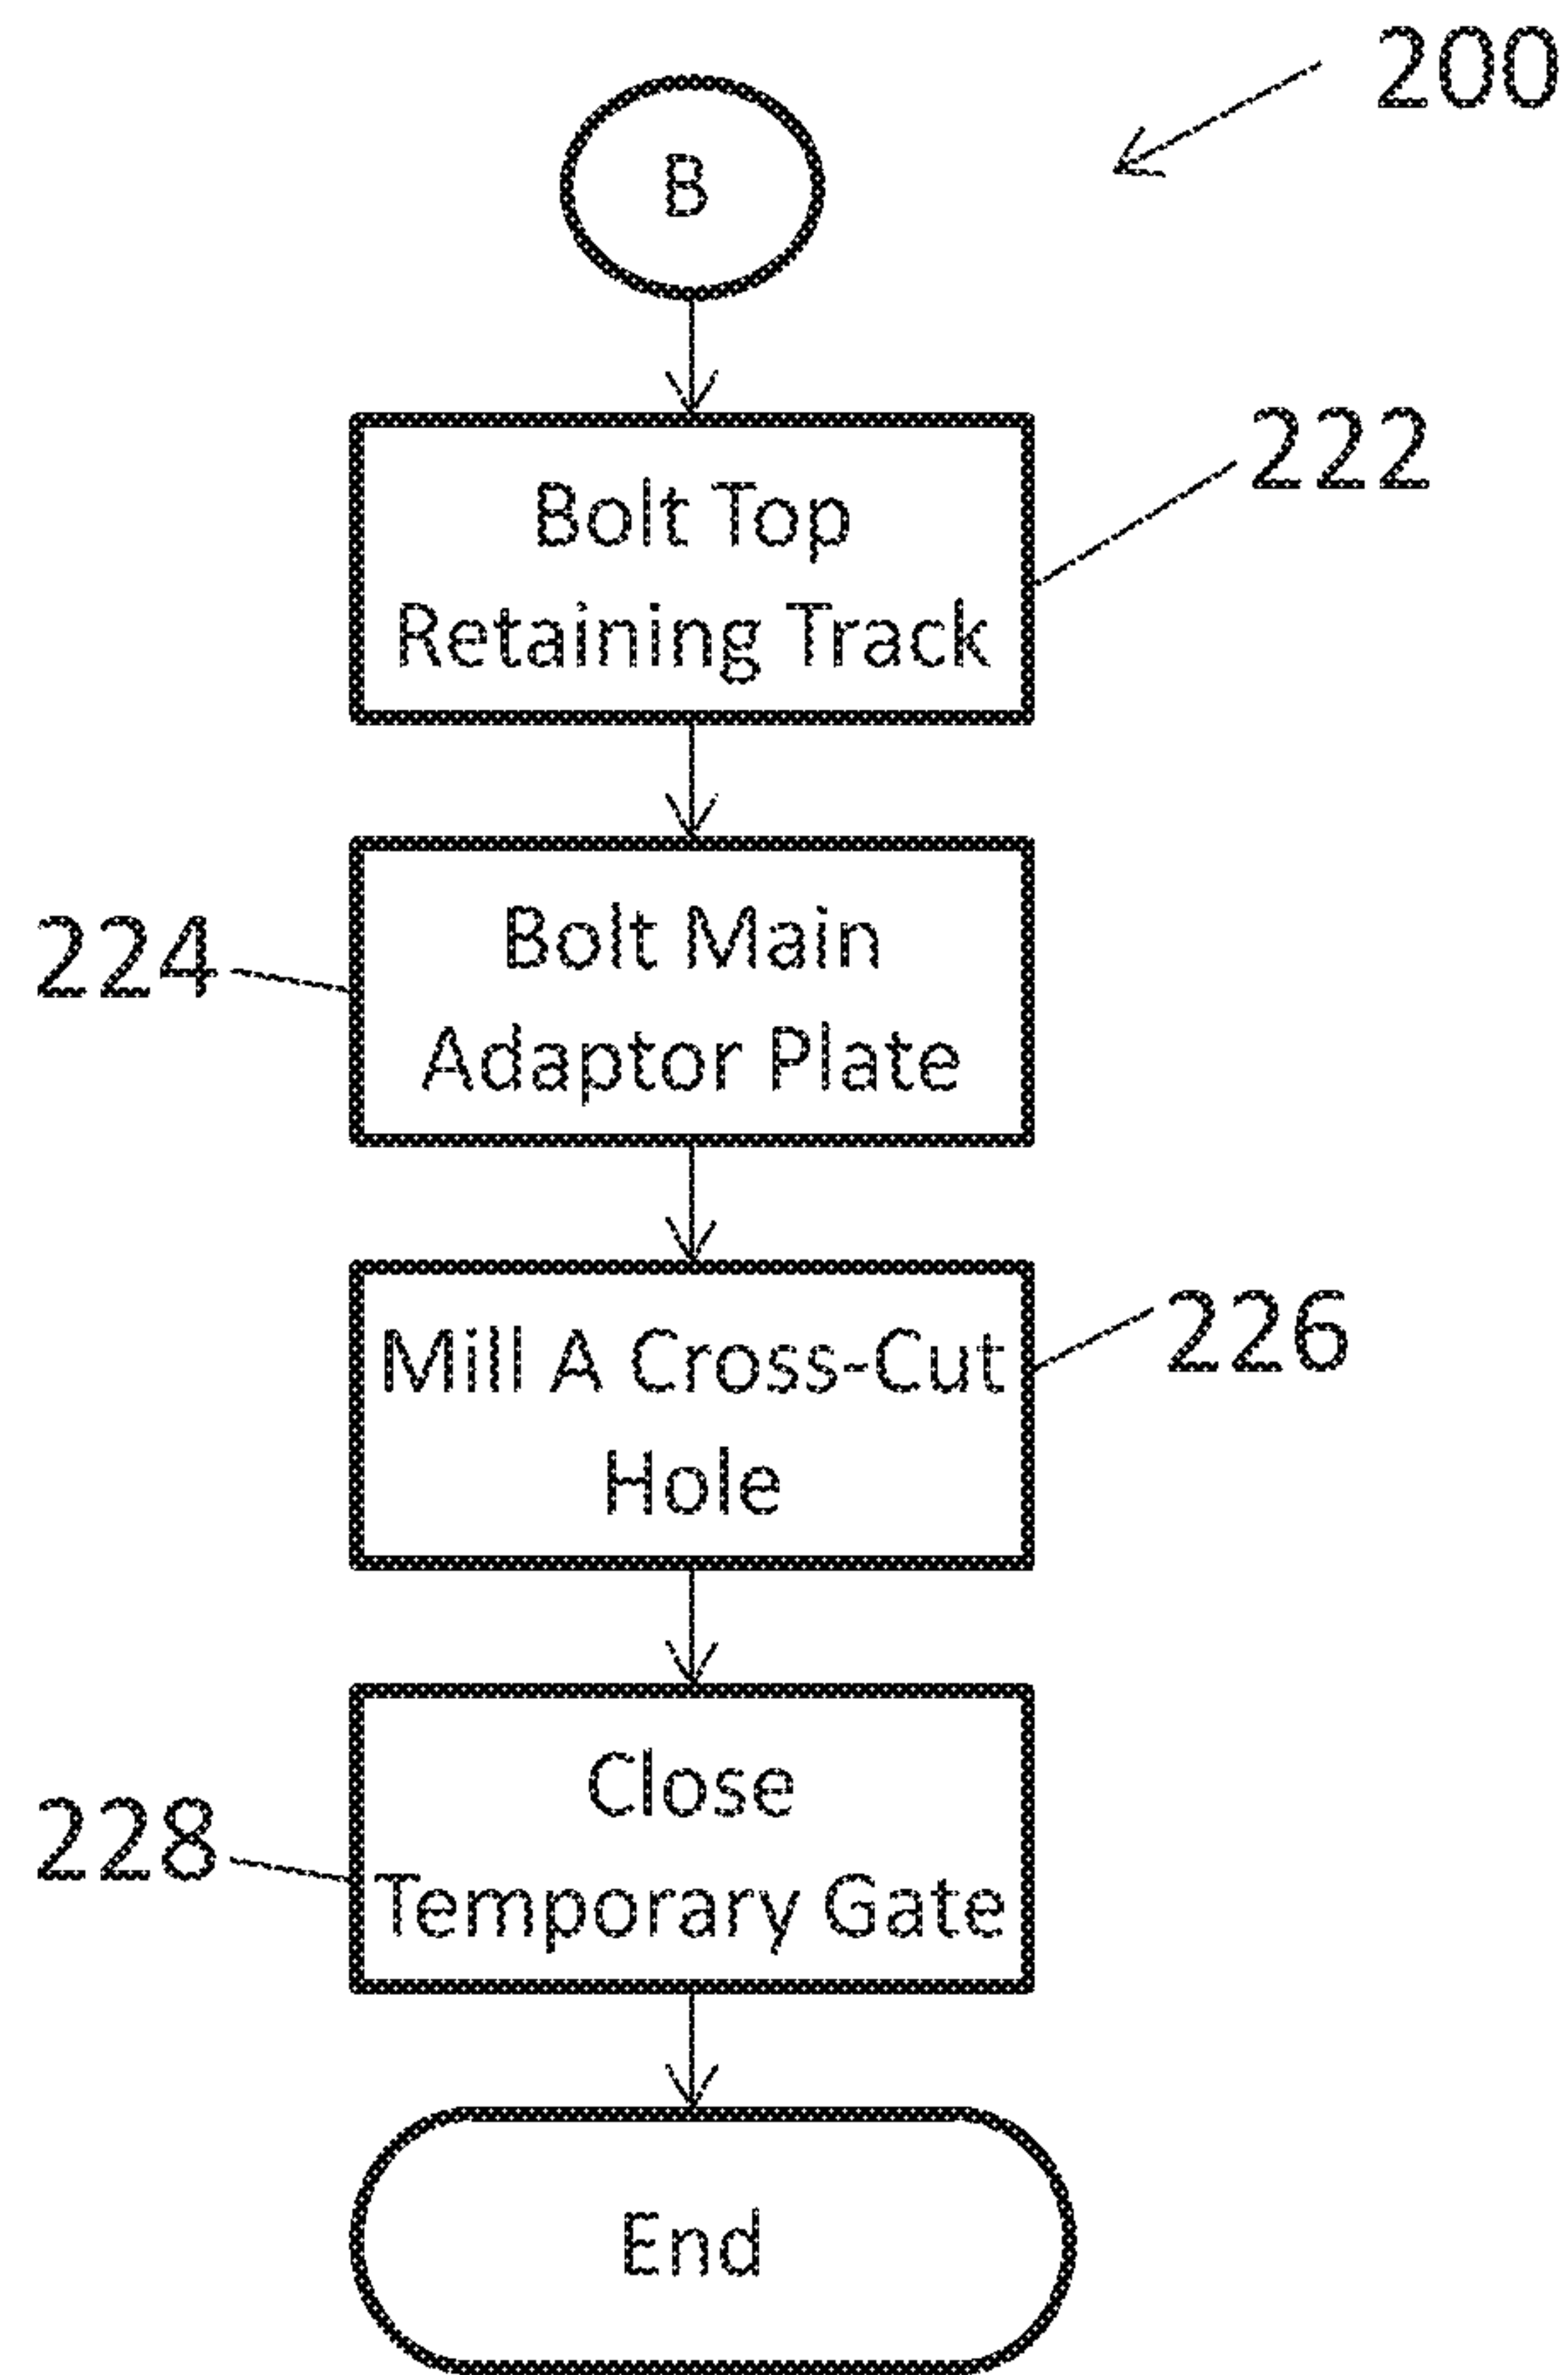 200
B
Bolt Top
Retaining Track
222
Bolt Main
Adaptor Plate
224
Mill A Cross-Cut
Hole
226
Close
Temporary Gate
228
End